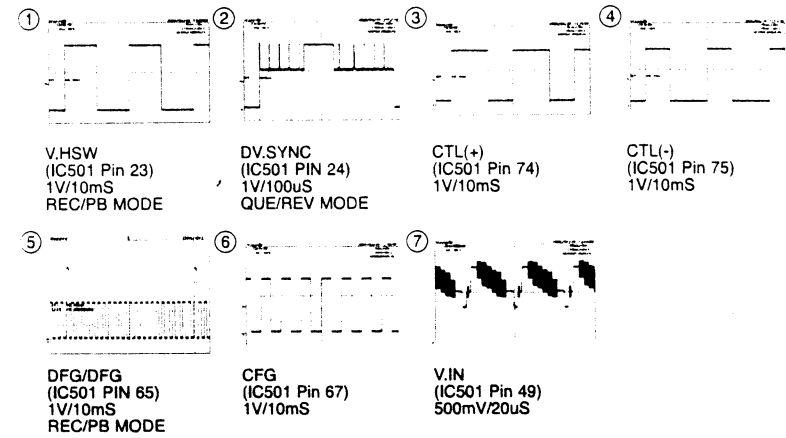 ① ② ③ ④
V.HSW
(IC501 Pin 23)
1V/10mS
REC/PB MODE
DV.SYNC
(IC501 PIN 24)
1V/100uS
QUE/REV MODE
CTL(+)
(IC501 Pin 74)
1V/10mS
CTL(-)
(IC501 Pin 75)
1V/10mS
⑤ ⑥ ⑦
DFG/DFG
(IC501 PIN 65)
1V/10mS
REC/PB MODE
CFG
(IC501 Pin 67)
1V/10mS
V.IN
(IC501 Pin 49)
500mV/20uS